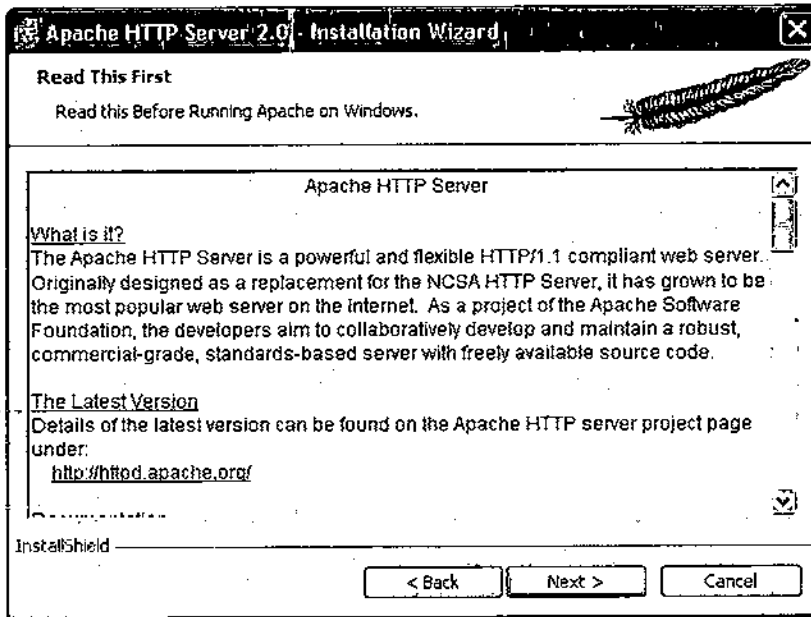 Apache HTTP Server 2.0 - Installation Wizard
Read This First
Read this Before Running Apache on Windows.
Apache HTTP Server
What is it?
The Apache HTTP Server is a powerful and flexible HTTP/1.1 compliant web server.
Originally designed as a replacement for the NCSA HTTP Server, it has grown to be
the most popular web server on the Internet.  As a project of the Apache Software
Foundation, the developers aim to collaboratively develop and maintain a robust,
commercial-grade, standards-based server with freely available source code.
The Latest Version
Details of the latest version can be found on the Apache HTTP server project page
under:
http://httpd.apache.org/
InstallShield
< Back Next > Cancel